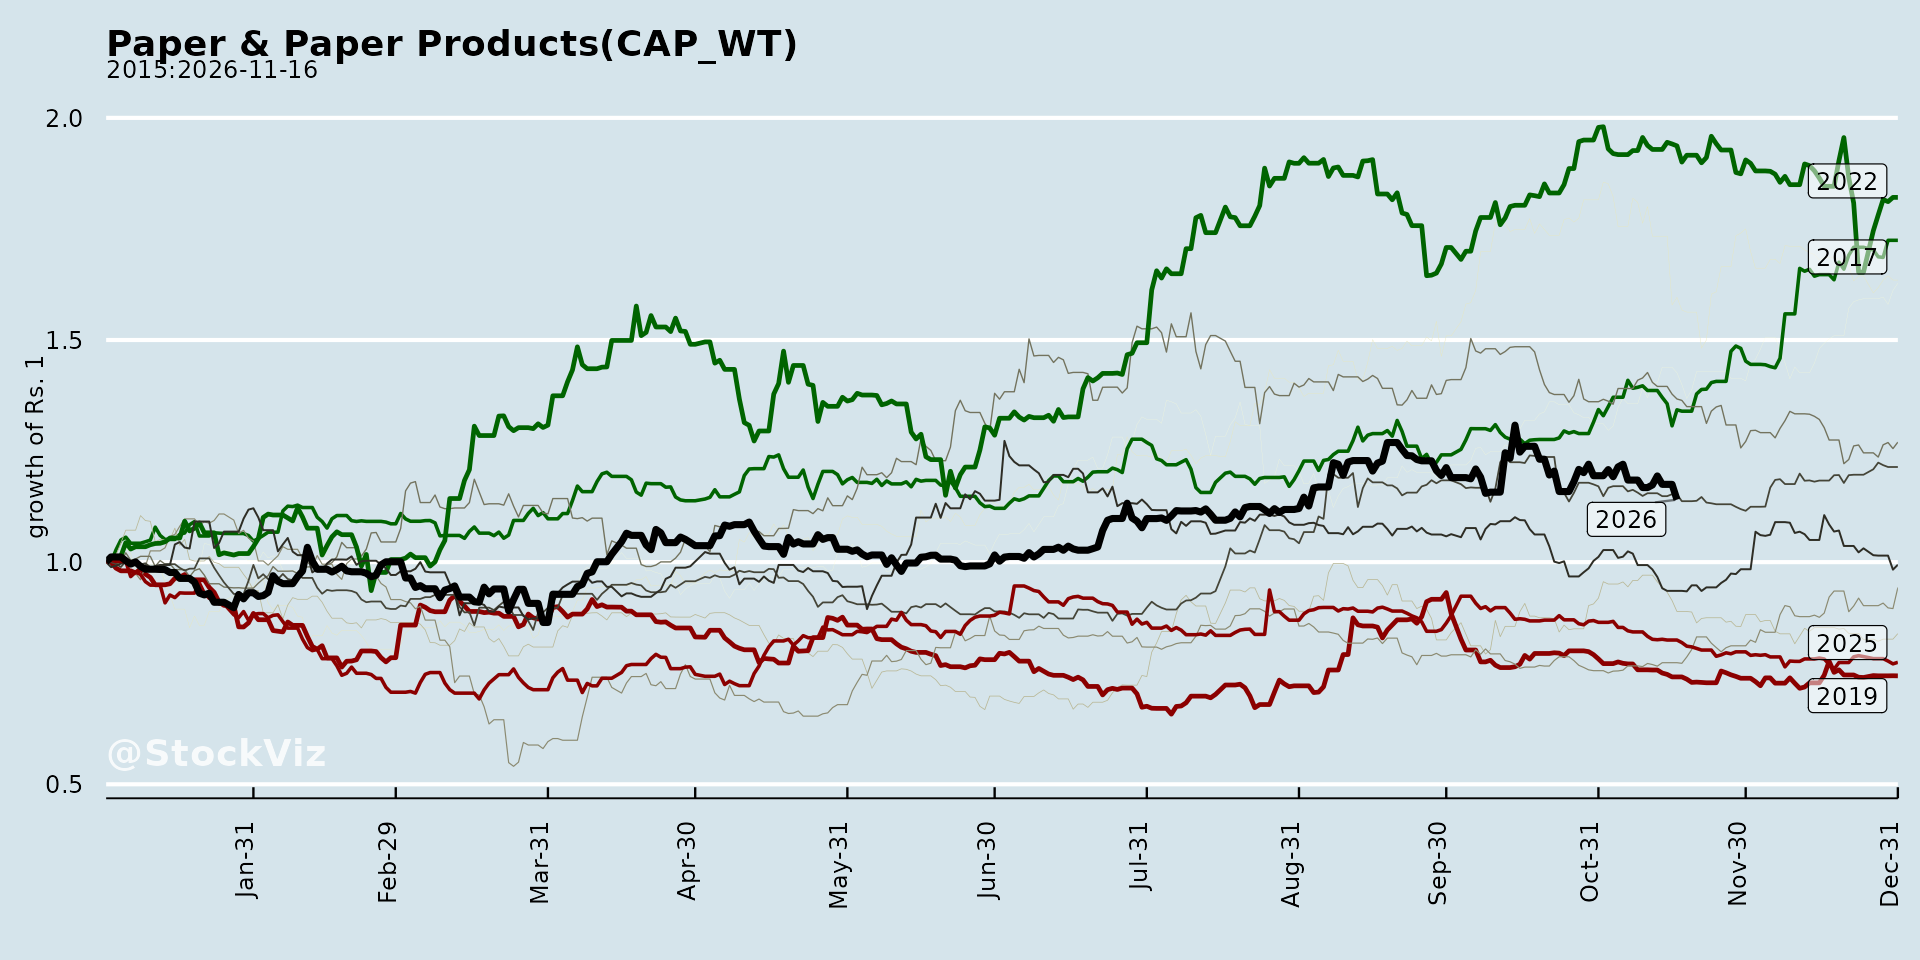 Paper & Paper Products(CAP_WT)
2015:2026-11-16
growth of Rs. 1
2.0
1.5
1.0
0.5
2022
2017
2026
2025
2019
@StockViz
Jan-31
Feb-29
Mar-31
Apr-30
May-31
Jun-30
Jul-31
Aug-31
Sep-30
Oct-31
Nov-30
Dec-31